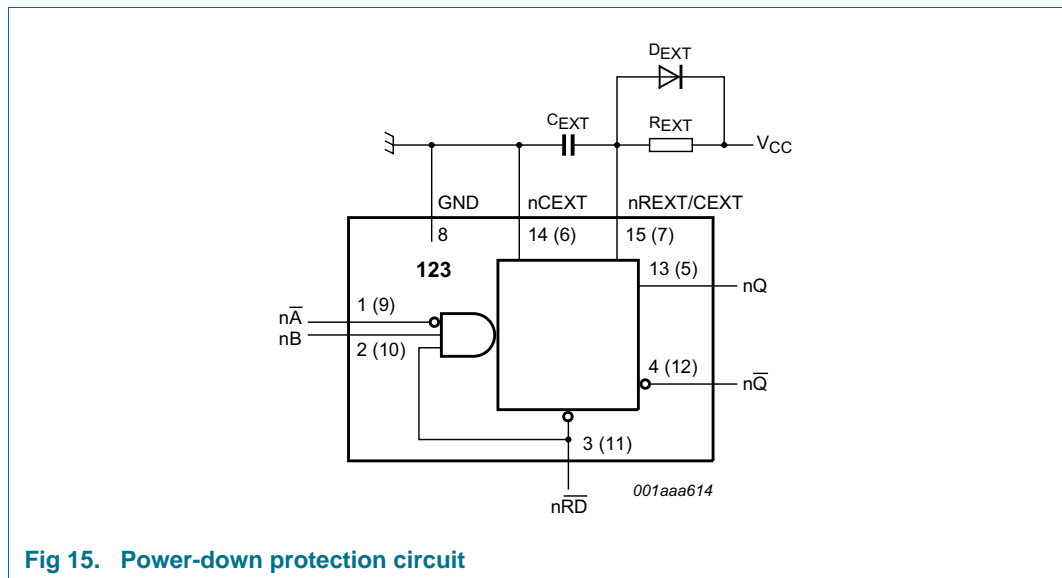 DEXT
CEXT
REXT
VCC
GND
nCEXT
nREXT/CEXT
8
14 (6)
15 (7)
123
13 (5)
nQ
1 (9)
nA̅
nB
2 (10)
4 (12)
nQ̅
3 (11)
001aaa614
nR̅D̅
Fig 15. Power-down protection circuit